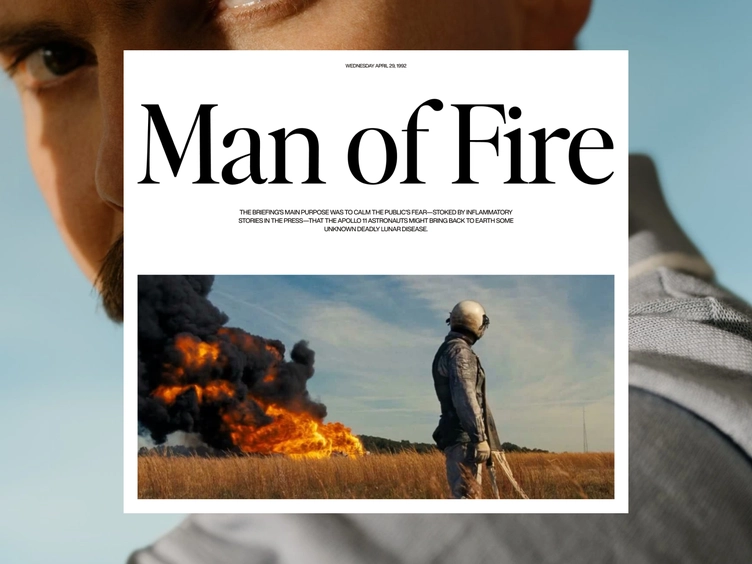 WEDNESDAY APRIL 29, 1992
Man of Fire
THE BRIEFING'S MAIN PURPOSE WAS TO CALM THE PUBLIC'S FEAR—STOKED BY INFLAMMATORY
STORIES IN THE PRESS—THAT THE APOLLO 11 ASTRONAUTS MIGHT BRING BACK TO EARTH SOME
UNKNOWN DEADLY LUNAR DISEASE.